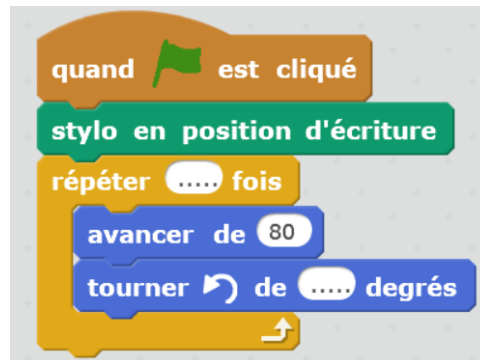 quand est cliqué
stylo en position d'écriture
répéter ..... fois
avancer de 80
tourner de ..... degrés